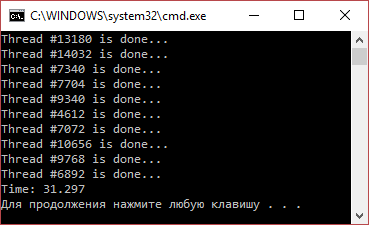 C:\WINDOWS\system32\cmd.exe
Thread #13180 is done...
Thread #14032 is done...
Thread #7340 is done...
Thread #7704 is done...
Thread #9340 is done...
Thread #4612 is done...
Thread #7072 is done...
Thread #10656 is done...
Thread #9768 is done...
Thread #6892 is done...
Time: 31.297
Для продолжения нажмите любую клавишу . . .